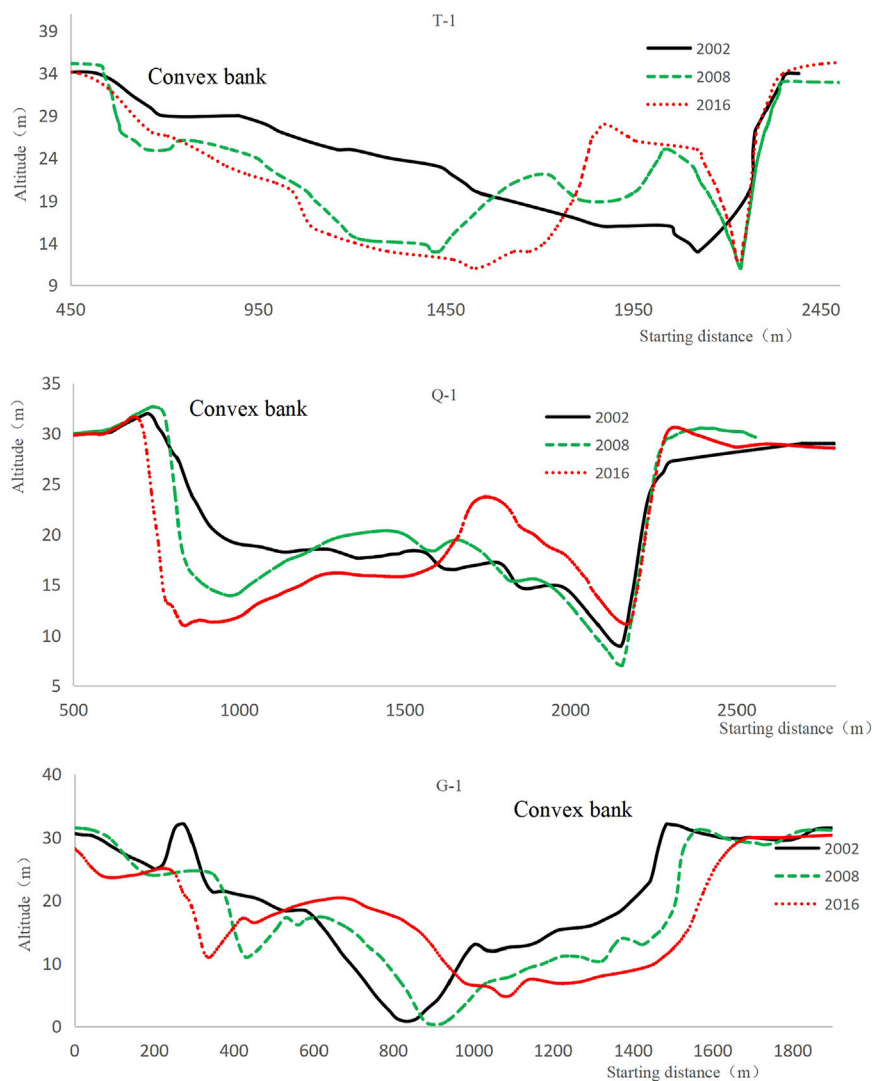 T-1
39
34
29
24
19
14
9
Altitude（m）
Convex bank
2002
2008
2016
450 950 1450 1950 2450
Starting distance（m）
Q-1
35
30
25
20
15
10
5
Altitude（m）
Convex bank
2002
2008
2016
500 1000 1500 2000 2500
Starting distance（m）
G-1
40
30
20
10
0
Altitude（m）
Convex bank
2002
2008
2016
0 200 400 600 800 1000 1200 1400 1600 1800
Starting distance（m）